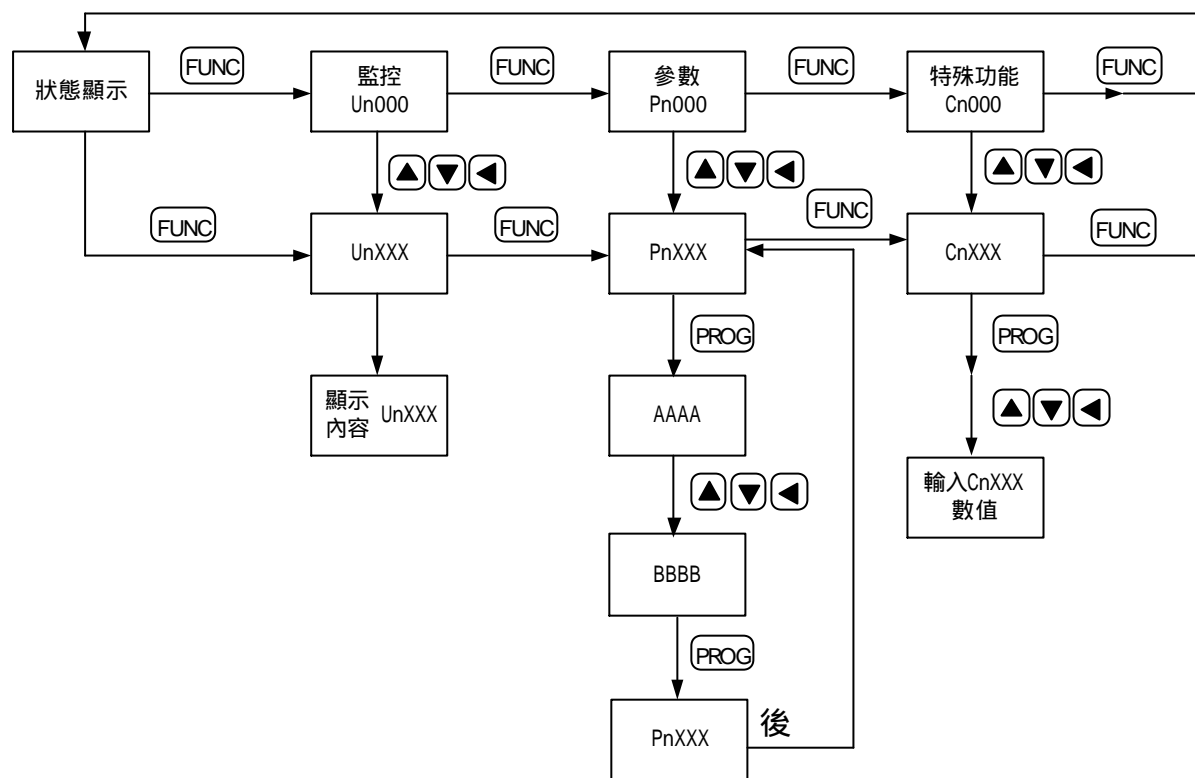 FUNC
FUNC
FUNC
FUNC
狀態顯示
監控
Un000
參數
Pn000
特殊功能
Cn000
FUNC
FUNC
FUNC
FUNC
UnXXX
PnXXX
CnXXX
PROG
PROG
顯示
內容
UnXXX
AAAA
輸入CnXXX
數值
BBBB
PROG
PnXXX
後